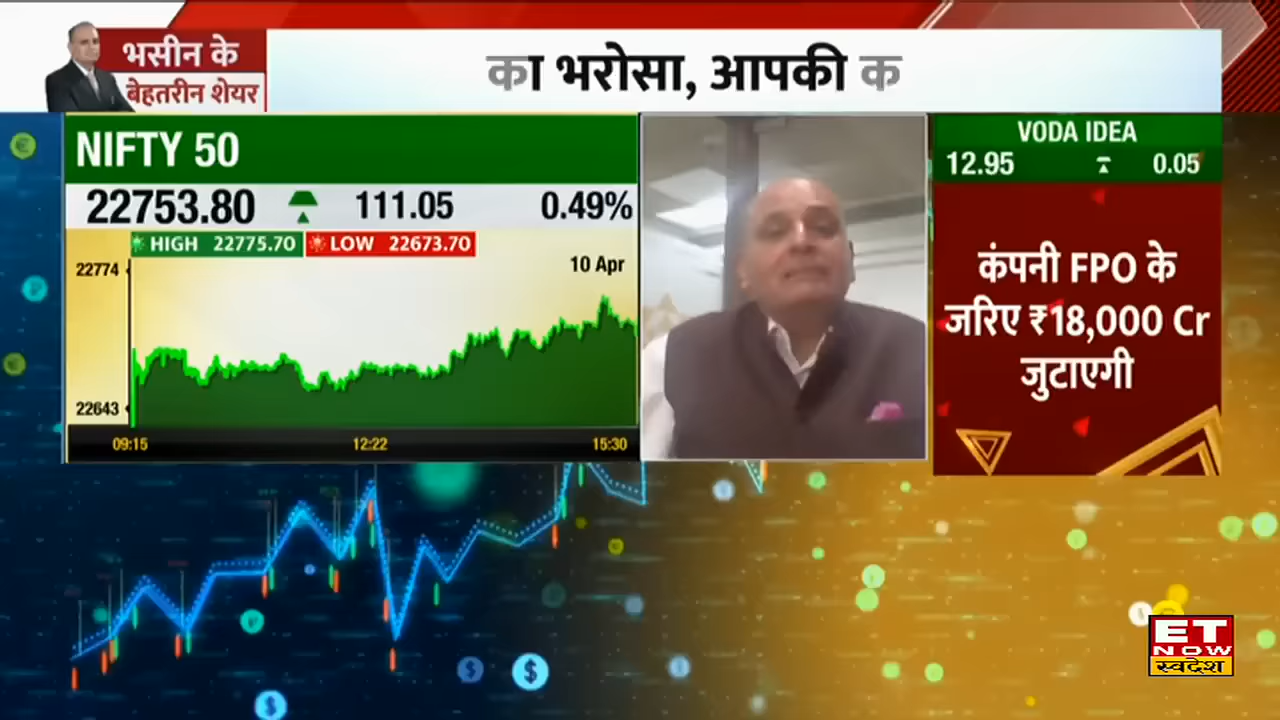 भसीन के
बेहतरीन शेयर
का भरोसा, आपकी क
NIFTY 50
22753.80 111.05 0.49%
HIGH 22775.70 LOW 22673.70
10 Apr
22774
22643
09:15 12:22 15:30
VODA IDEA
12.95 0.05
कंपनी FPO के
जरिए ₹18,000 Cr
जुटाएगी
ET
NOW
स्वदेश